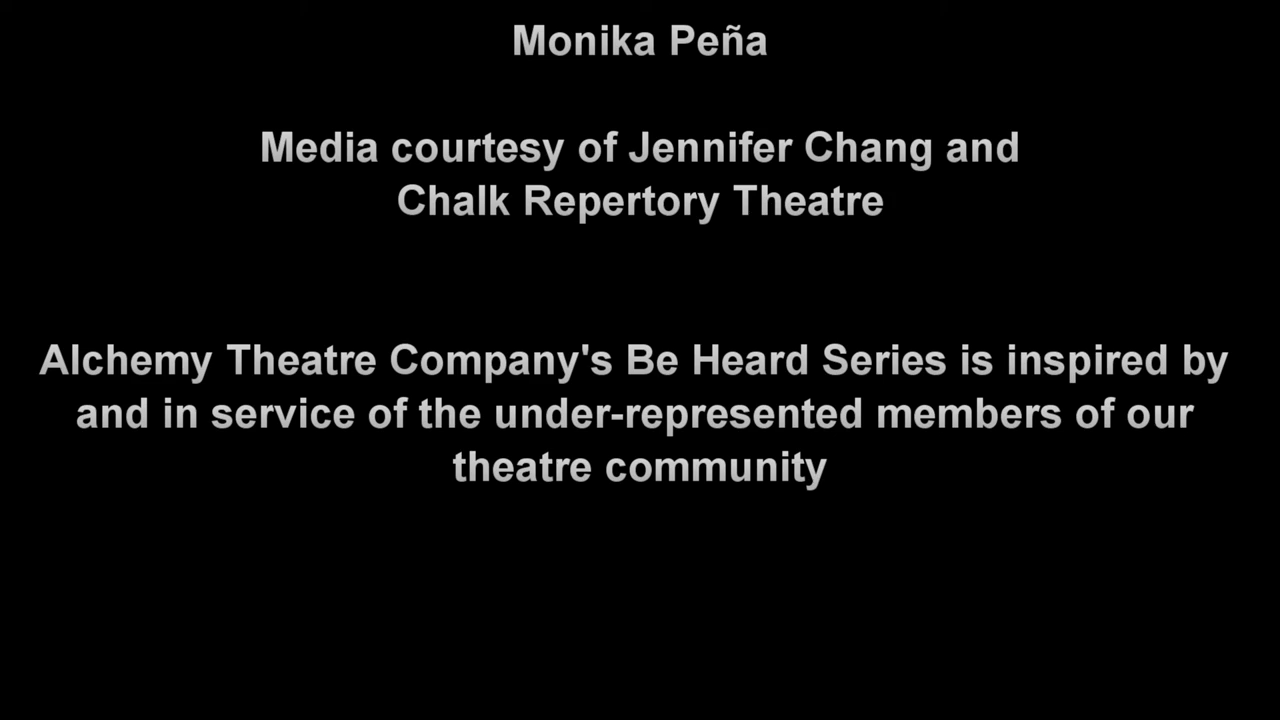 Monika Peña
Media courtesy of Jennifer Chang and
Chalk Repertory Theatre
Alchemy Theatre Company's Be Heard Series is inspired by
and in service of the under-represented members of our
theatre community